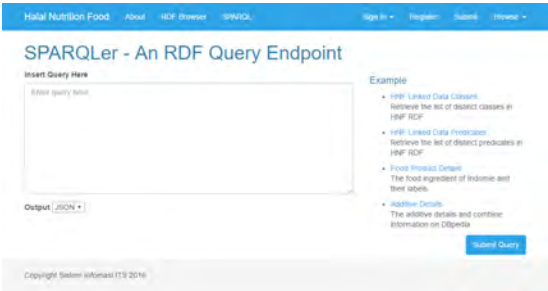 Halal Nutrition Food About RDF Browser SPARQL Sign In Register Submit Browse
SPARQLer - An RDF Query Endpoint
Insert Query Here
Enter query here
Example
HNF Linked Data Classes
Retrieve the list of distinct classes in
HNF RDF
HNF Linked Data Predicates
Retrieve the list of distinct predicates in
HNF RDF
Food Product Details
The food ingredient of Indomie and
their labels.
Additive Details
The additive details and combine
information on DBpedia
Output JSON
Submit Query
Copyright Sistem Informasi ITS 2016